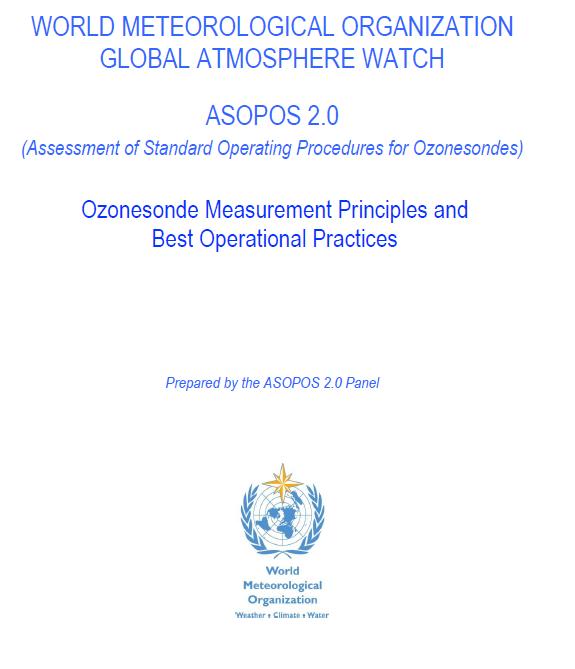 WORLD METEOROLOGICAL ORGANIZATION
GLOBAL ATMOSPHERE WATCH
ASOPOS 2.0
(Assessment of Standard Operating Procedures for Ozonesondes)
Ozonesonde Measurement Principles and
Best Operational Practices
Prepared by the ASOPOS 2.0 Panel
World
Meteorological
Organization
Weather • Climate • Water